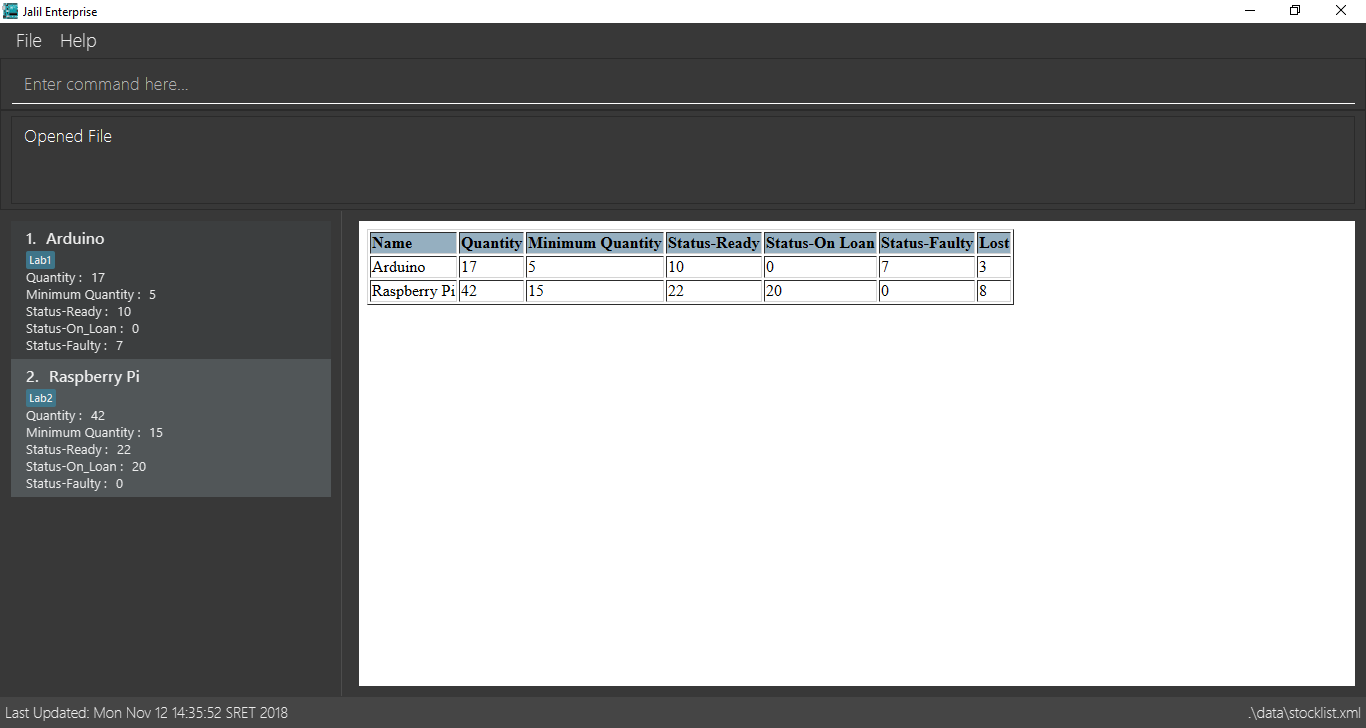 Jalil Enterprise
File Help
Enter command here...
Opened File
1. Arduino
Lab1
Quantity : 17
Minimum Quantity : 5
Status-Ready : 10
Status-On_Loan : 0
Status-Faulty : 7
2. Raspberry Pi
Lab2
Quantity : 42
Minimum Quantity : 15
Status-Ready : 22
Status-On_Loan : 20
Status-Faulty : 0
Name Quantity Minimum Quantity Status-Ready Status-On Loan Status-Faulty Lost
Arduino 17 5 10 0 7 3
Raspberry Pi 42 15 22 20 0 8
Last Updated: Mon Nov 12 14:35:52 SRET 2018
.\data\stocklist.xml